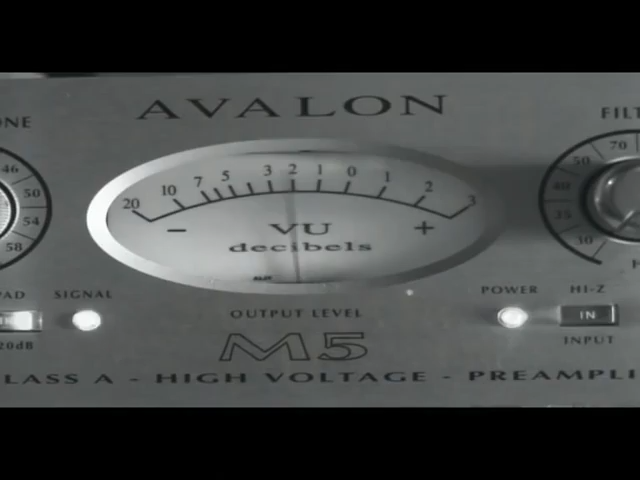 AVALON
ONE
46
50
54
58
20 10 7 5 3 2 1 0 1 2 3
- VU +
decibels
FILT
70
50
40
35
30
H
PAD
20dB
SIGNAL
OUTPUT LEVEL
M5
POWER
HI-Z
IN
INPUT
LASS A - HIGH VOLTAGE - PREAMPLI